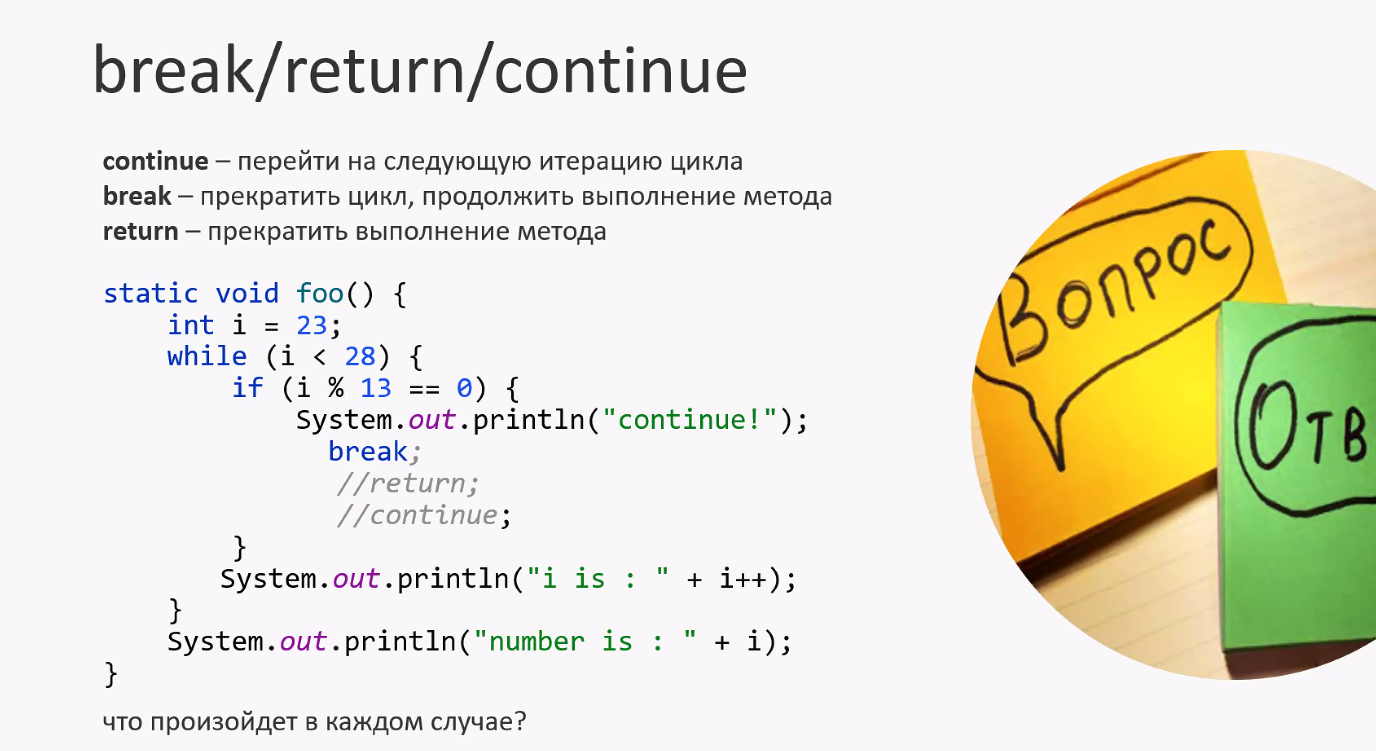 break/return/continue
continue – перейти на следующую итерацию цикла
break – прекратить цикл, продолжить выполнение метода
return – прекратить выполнение метода
static void foo() {
    int i = 23;
    while (i < 28) {
        if (i % 13 == 0) {
            System.out.println("continue!");
              break;
              //return;
              //continue;
        }
       System.out.println("i is : " + i++);
    }
    System.out.println("number is : " + i);
}
что произойдет в каждом случае?
Вопрос
Отв